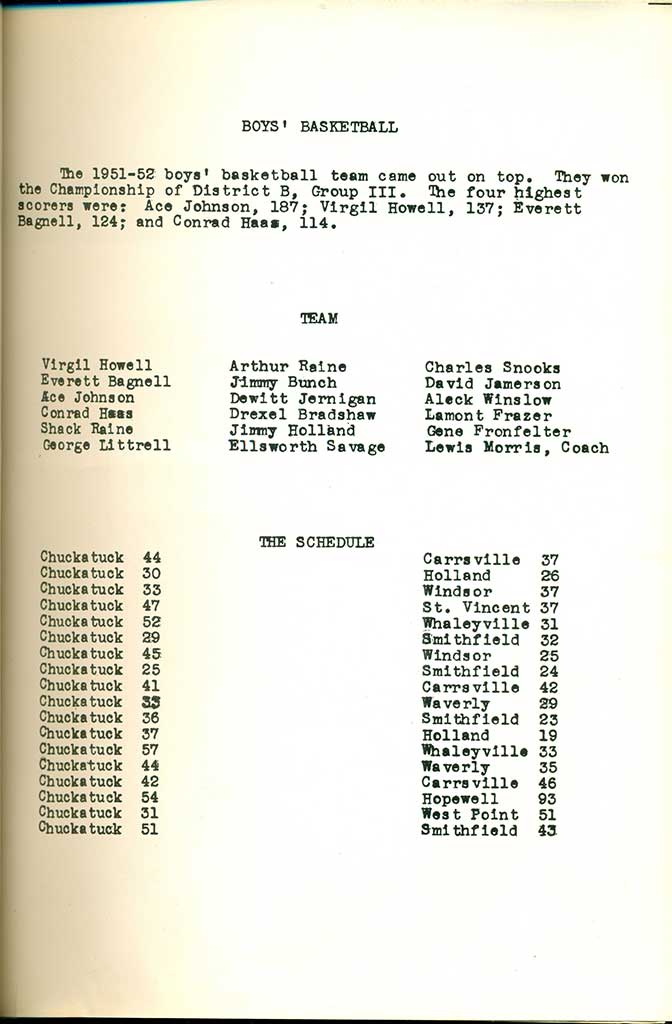 BOYS' BASKETBALL
The 1951-52 boys' basketball team came out on top. They won
the Championship of District B, Group III. The four highest
scorers were: Ace Johnson, 187; Virgil Howell, 137; Everett
Bagnell, 124; and Conrad Haas, 114.
TEAM
Virgil Howell Arthur Raine Charles Snooks
Everett Bagnell Jimmy Bunch David Jamerson
Ace Johnson Dewitt Jernigan Aleck Winslow
Conrad Haas Drexel Bradshaw Lamont Frazer
Shack Raine Jimmy Holland Gene Fronfelter
George Littrell Ellsworth Savage Lewis Morris, Coach
THE SCHEDULE
Chuckatuck 44 Carrsville 37
Chuckatuck 30 Holland 26
Chuckatuck 33 Windsor 37
Chuckatuck 47 St. Vincent 37
Chuckatuck 52 Whaleyville 31
Chuckatuck 29 Smithfield 32
Chuckatuck 45 Windsor 25
Chuckatuck 25 Smithfield 24
Chuckatuck 41 Carrsville 42
Chuckatuck Waverly 29
Chuckatuck 36 Smithfield 23
Chuckatuck 37 Holland 19
Chuckatuck 57 Whaleyville 33
Chuckatuck 44 Waverly 35
Chuckatuck 42 Carrsville 46
Chuckatuck 54 Hopewell 93
Chuckatuck 31 West Point 51
Chuckatuck 51 Smithfield 43